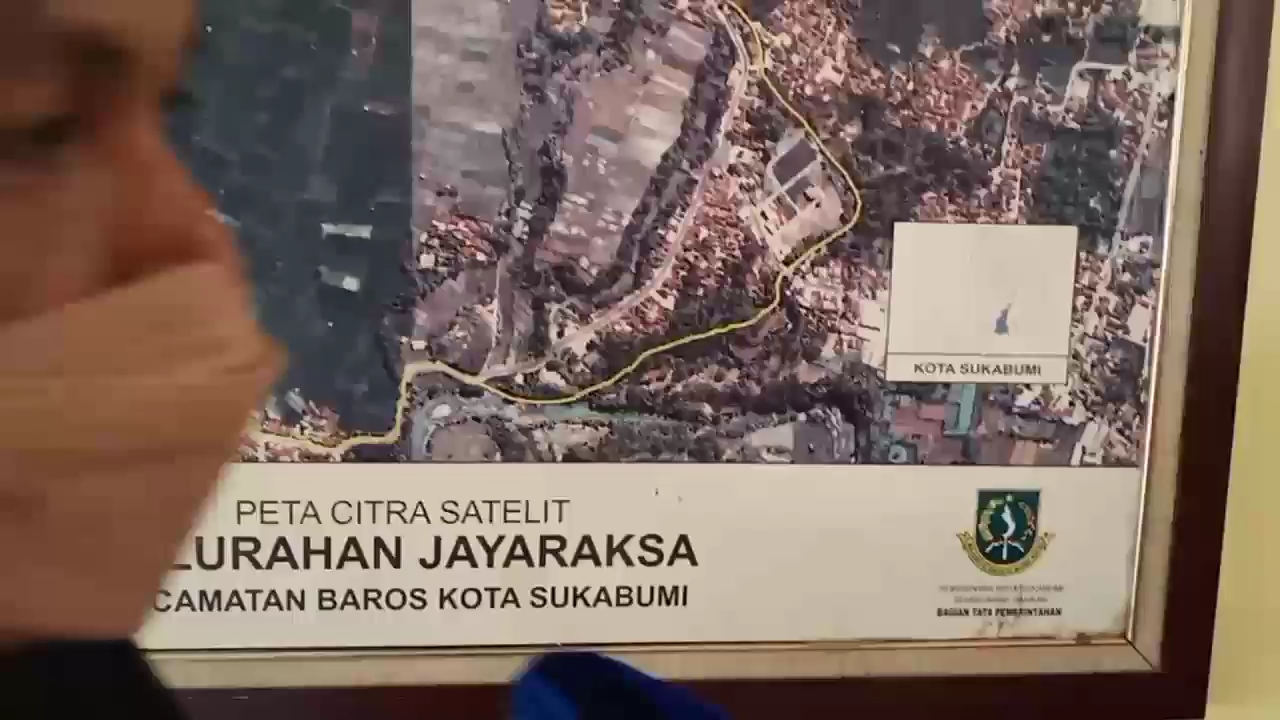 KOTA SUKABUMI
PETA CITRA SATELIT
LURAHAN JAYARAKSA
CAMATAN BAROS KOTA SUKABUMI
BAGIAN TATA PEMERINTAHAN